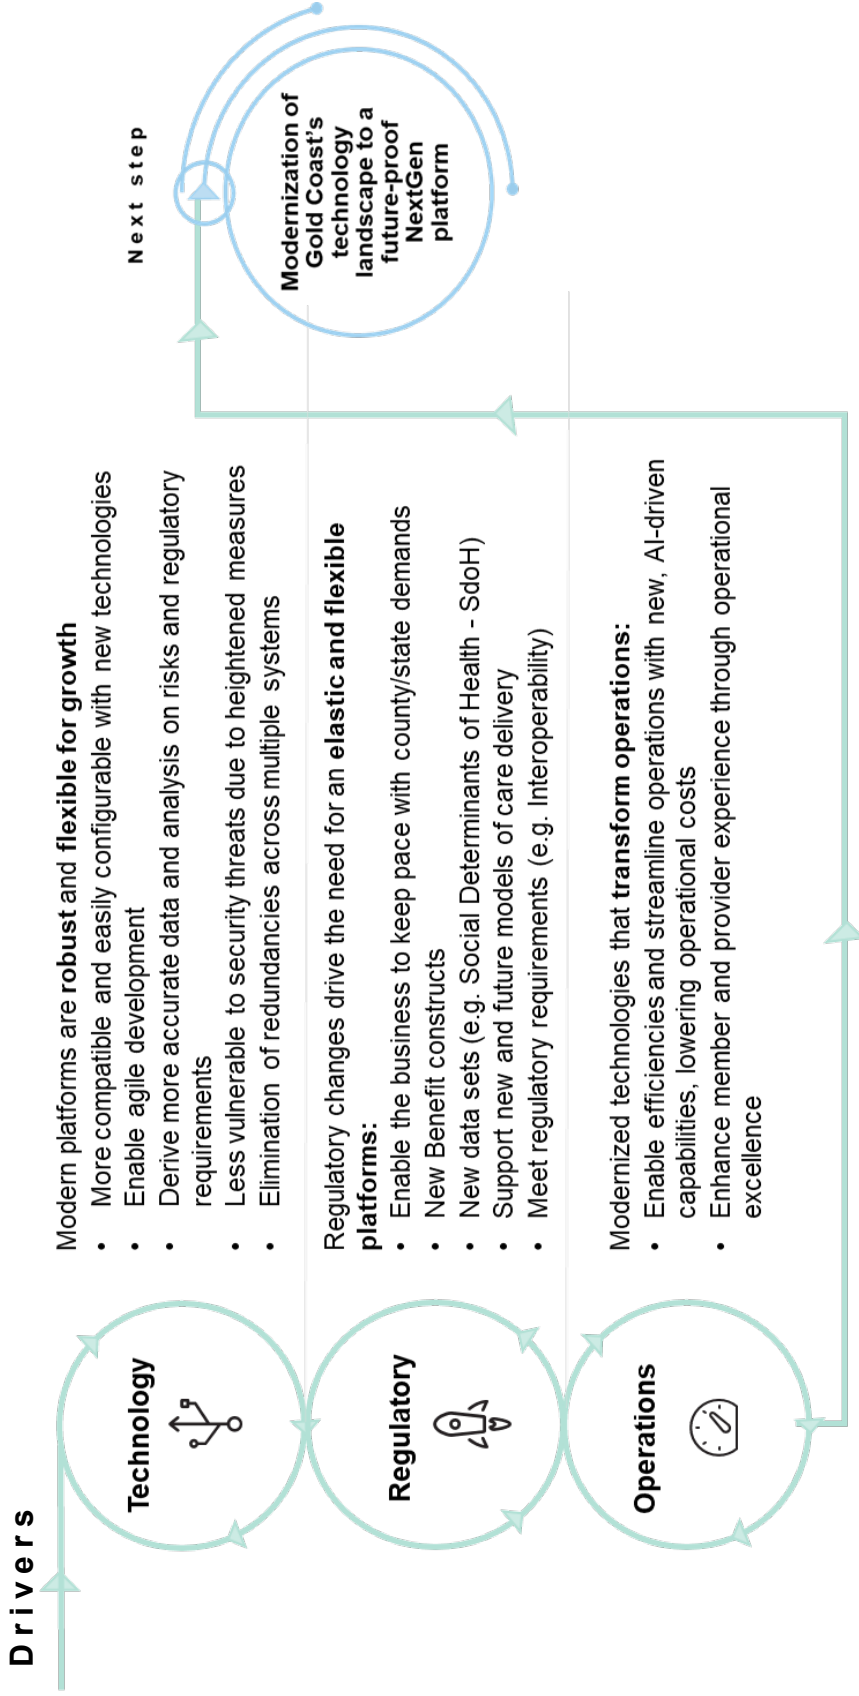 Drivers
Technology
Modern platforms are robust and flexible for growth
• More compatible and easily configurable with new technologies
• Enable agile development
• Derive more accurate data and analysis on risks and regulatory
requirements
• Less vulnerable to security threats due to heightened measures
• Elimination of redundancies across multiple systems
Regulatory
Regulatory changes drive the need for an elastic and flexible
platforms:
• Enable the business to keep pace with county/state demands
• New Benefit constructs
• New data sets (e.g. Social Determinants of Health - SdoH)
• Support new and future models of care delivery
• Meet regulatory requirements (e.g. Interoperability)
Operations
Modernized technologies that transform operations:
• Enable efficiencies and streamline operations with new, AI-driven
capabilities, lowering operational costs
• Enhance member and provider experience through operational
excellence
Next step
Modernization of
Gold Coast's
technology
landscape to a
future-proof
NextGen
platform